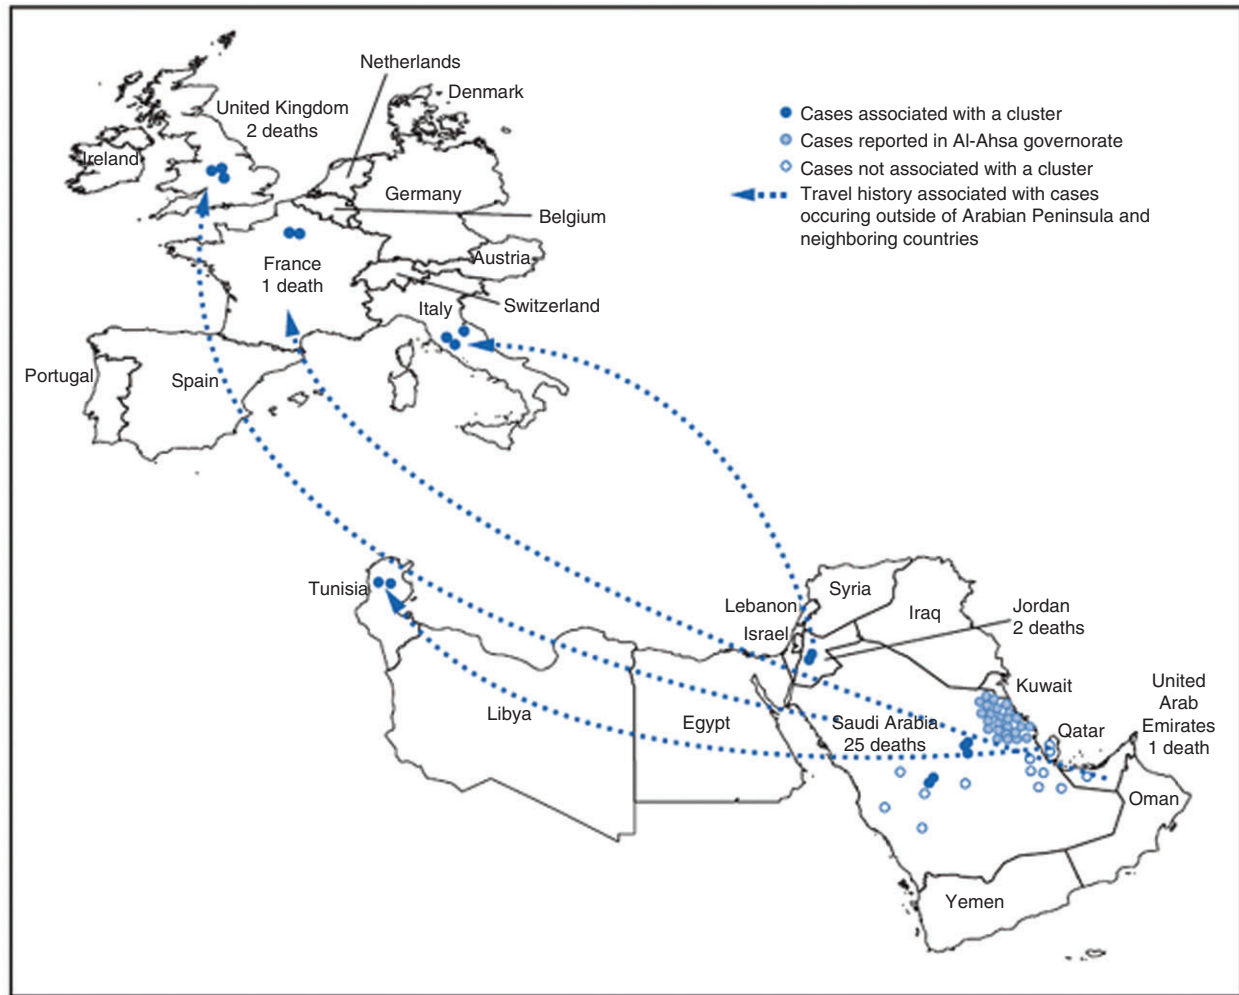 Netherlands
Denmark
United Kingdom
2 deaths
Ireland
Germany
Belgium
France
1 death
Austria
Switzerland
Italy
Portugal
Spain
Cases associated with a cluster
Cases reported in Al-Ahsa governorate
Cases not associated with a cluster
Travel history associated with cases
occuring outside of Arabian Peninsula and
neighboring countries
Tunisia
Lebanon
Syria
Israel
Iraq
Jordan
2 deaths
Kuwait
United
Arab
Emirates
1 death
Libya
Egypt
Saudi Arabia
25 deaths
Qatar
Oman
Yemen